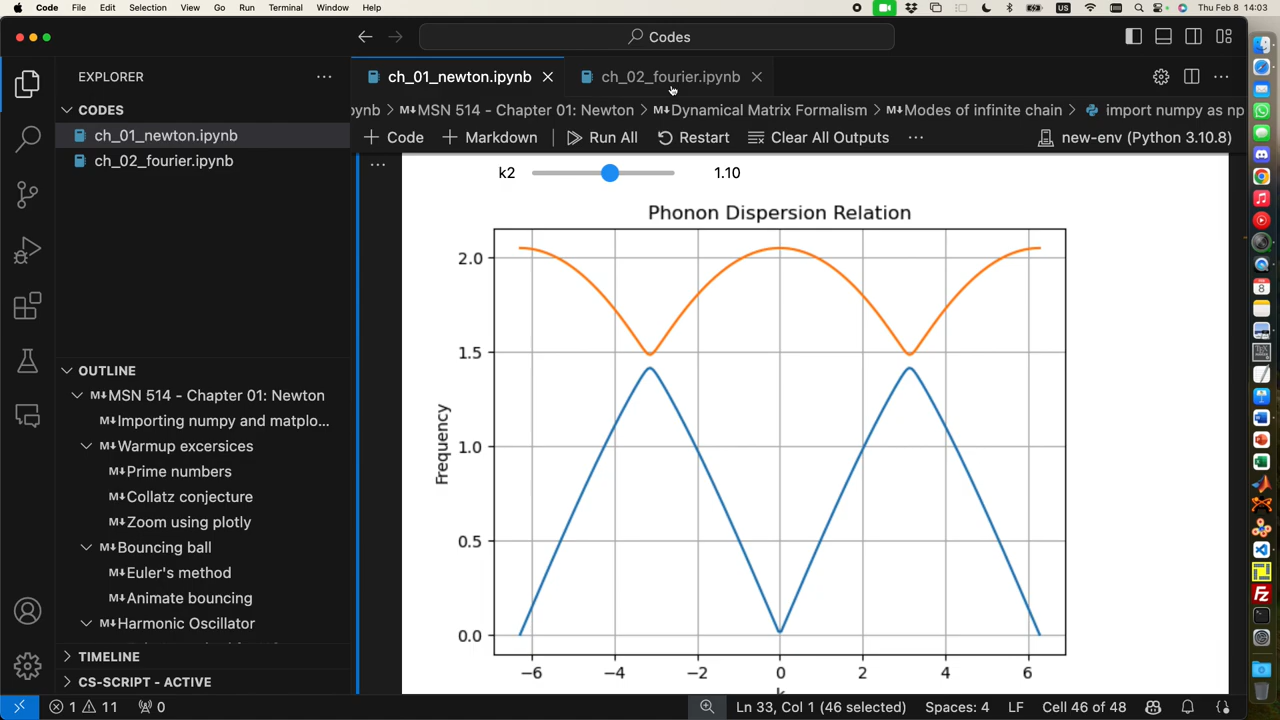 Code File Edit Selection View Go Run Terminal Window Help US Thu Feb 8 14:03
Codes
EXPLORER
ch_01_newton.ipynb
ch_02_fourier.ipynb
CODES
ch_01_newton.ipynb
ch_02_fourier.ipynb
pynb > M↓MSN 514 - Chapter 01: Newton > M↓Dynamical Matrix Formalism > M↓Modes of infinite chain > import numpy as np
+ Code + Markdown Run All Restart Clear All Outputs ... new-env (Python 3.10.8)
k2 1.10
Phonon Dispersion Relation
2.0
1.5
1.0
0.5
0.0
Frequency
−6 −4 −2 0 2 4 6
OUTLINE
M↓MSN 514 - Chapter 01: Newton
M↓Importing numpy and matplo...
M↓Warmup excersices
M↓Prime numbers
M↓Collatz conjecture
M↓Zoom using plotly
M↓Bouncing ball
M↓Euler's method
M↓Animate bouncing
M↓Harmonic Oscillator
TIMELINE
CS-SCRIPT - ACTIVE
1 11 0 Ln 33, Col 1 (46 selected) Spaces: 4 LF Cell 46 of 48